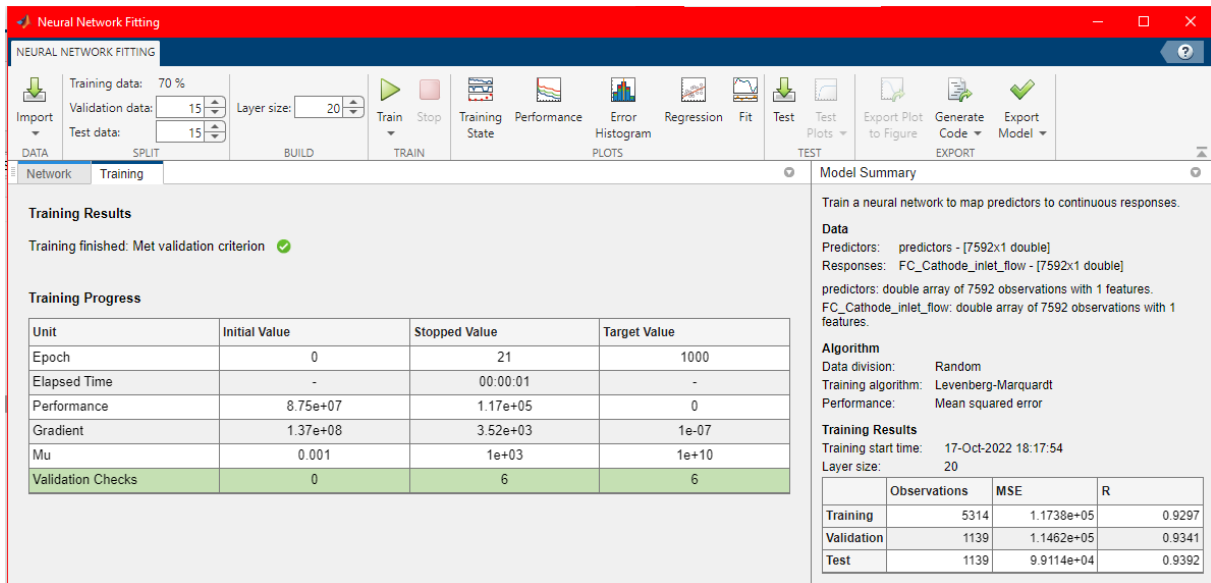 Neural Network Fitting
NEURAL NETWORK FITTING
?
Import
Training data: 70 %
Validation data: 15
Test data: 15
Layer size: 20
Train
Stop
Training State
Performance
Error Histogram
Regression
Fit
Test
Test Plots
Export Plot to Figure
Generate Code
Export Model
DATA
SPLIT
BUILD
TRAIN
PLOTS
TEST
EXPORT
Network
Training
Training Results
Training finished: Met validation criterion
Training Progress
Unit Initial Value Stopped Value Target Value
Epoch 0 21 1000
Elapsed Time - 00:00:01 -
Performance 8.75e+07 1.17e+05 0
Gradient 1.37e+08 3.52e+03 1e-07
Mu 0.001 1e+03 1e+10
Validation Checks 0 6 6
Model Summary
Train a neural network to map predictors to continuous responses.
Data
Predictors: predictors - [7592x1 double]
Responses: FC_Cathode_inlet_flow - [7592x1 double]
predictors: double array of 7592 observations with 1 features.
FC_Cathode_inlet_flow: double array of 7592 observations with 1
features.
Algorithm
Data division: Random
Training algorithm: Levenberg-Marquardt
Performance: Mean squared error
Training Results
Training start time: 17-Oct-2022 18:17:54
Layer size: 20
Observations MSE R
Training 5314 1.1738e+05 0.9297
Validation 1139 1.1462e+05 0.9341
Test 1139 9.9114e+04 0.9392